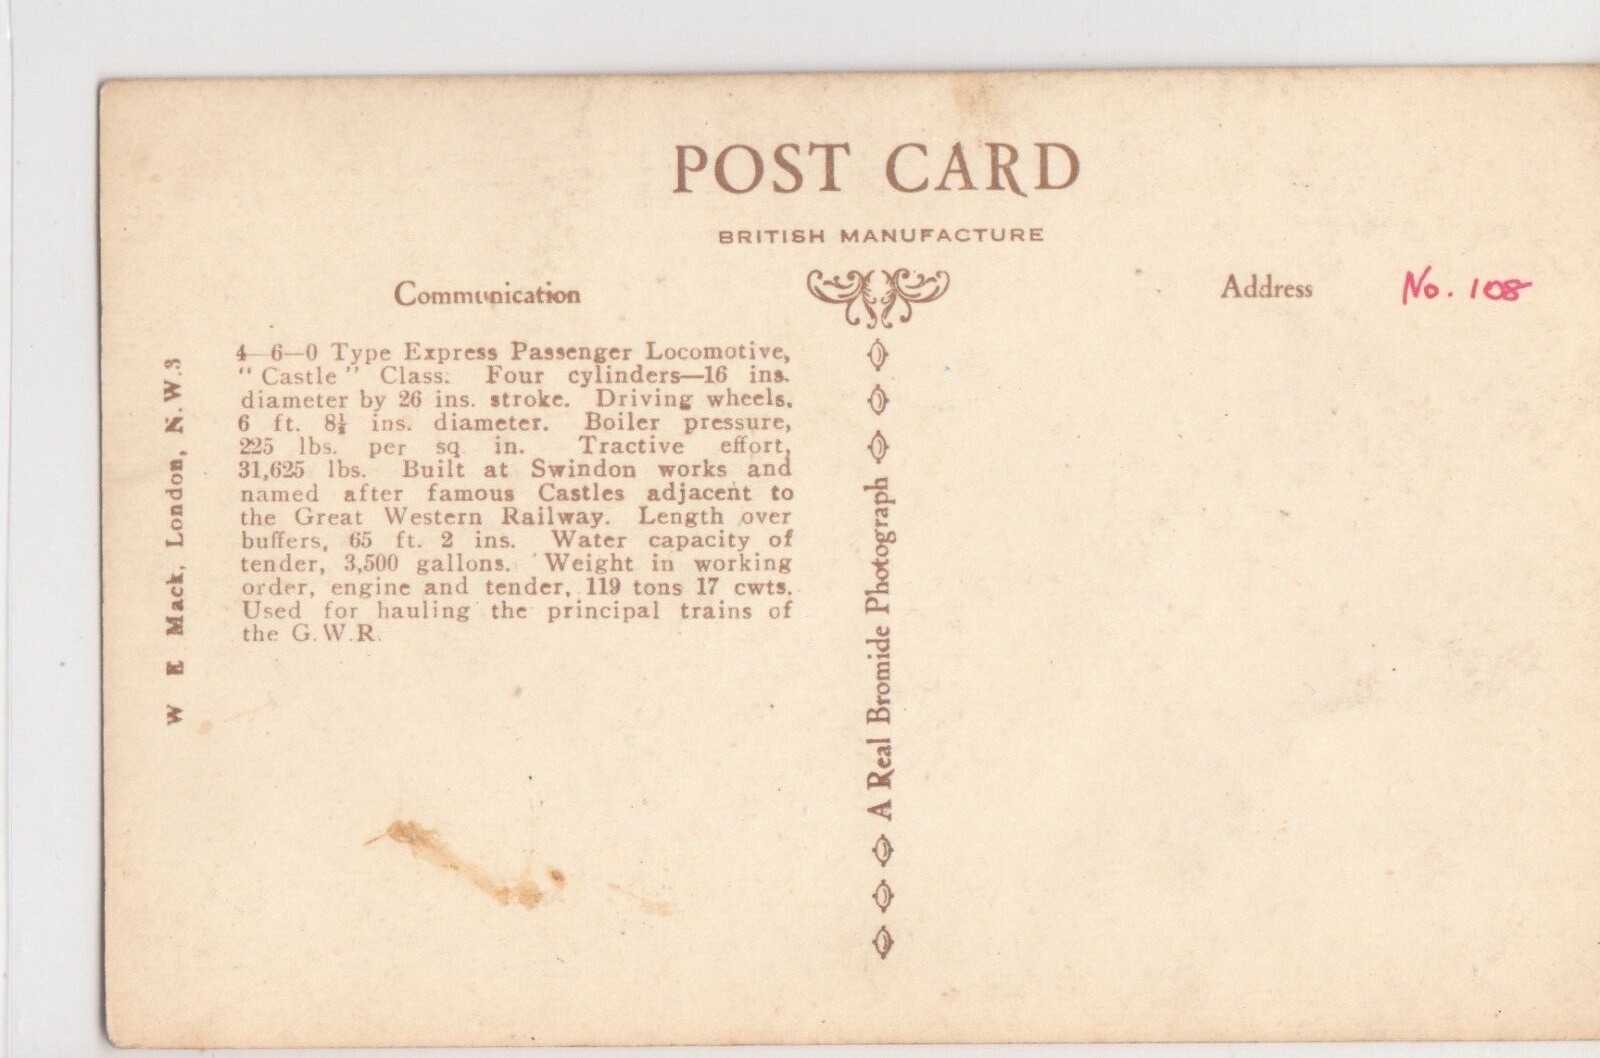 POST CARD
BRITISH MANUFACTURE
Communication
Address
No. 108
4—6—0 Type Express Passenger Locomotive,
“ Castle ” Class. Four cylinders—16 ins.
diameter by 26 ins. stroke. Driving wheels,
6 ft. 8½ ins. diameter. Boiler pressure,
225 lbs. per sq in. Tractive effort,
31,625 lbs. Built at Swindon works and
named after famous Castles adjacent to
the Great Western Railway. Length over
buffers, 65 ft. 2 ins. Water capacity of
tender, 3,500 gallons. Weight in working
order, engine and tender, 119 tons 17 cwts.
Used for hauling the principal trains of
the G.W.R.
W E Mack, London, N.W.3
A Real Bromide Photograph